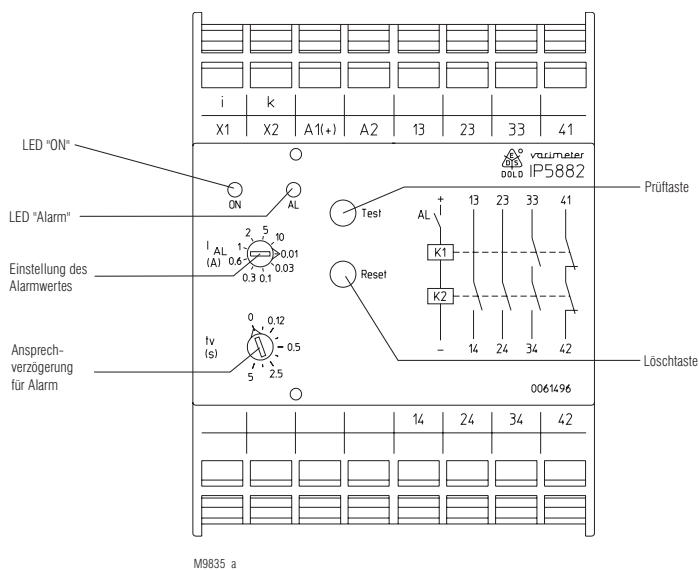 i k
X1 X2 A1(+) A2 13 23 33 41
LED "ON"
LED "Alarm"
Einstellung des
Alarmwertes
Ansprech-
verzögerung
für Alarm
ON
AL
Test
Reset
I AL
(A)
0.01
0.03
0.1
0.3
0.6
1
2
5
10
tv
(s)
0
0.12
0.5
2.5
5
E
DIS
DOLD
varimeter
IP5882
+ 13 23 33 41
AL
K1
K2
– 14 24 34 42
0061496
Prüftaste
Löschtaste
14 24 34 42
M9835 a